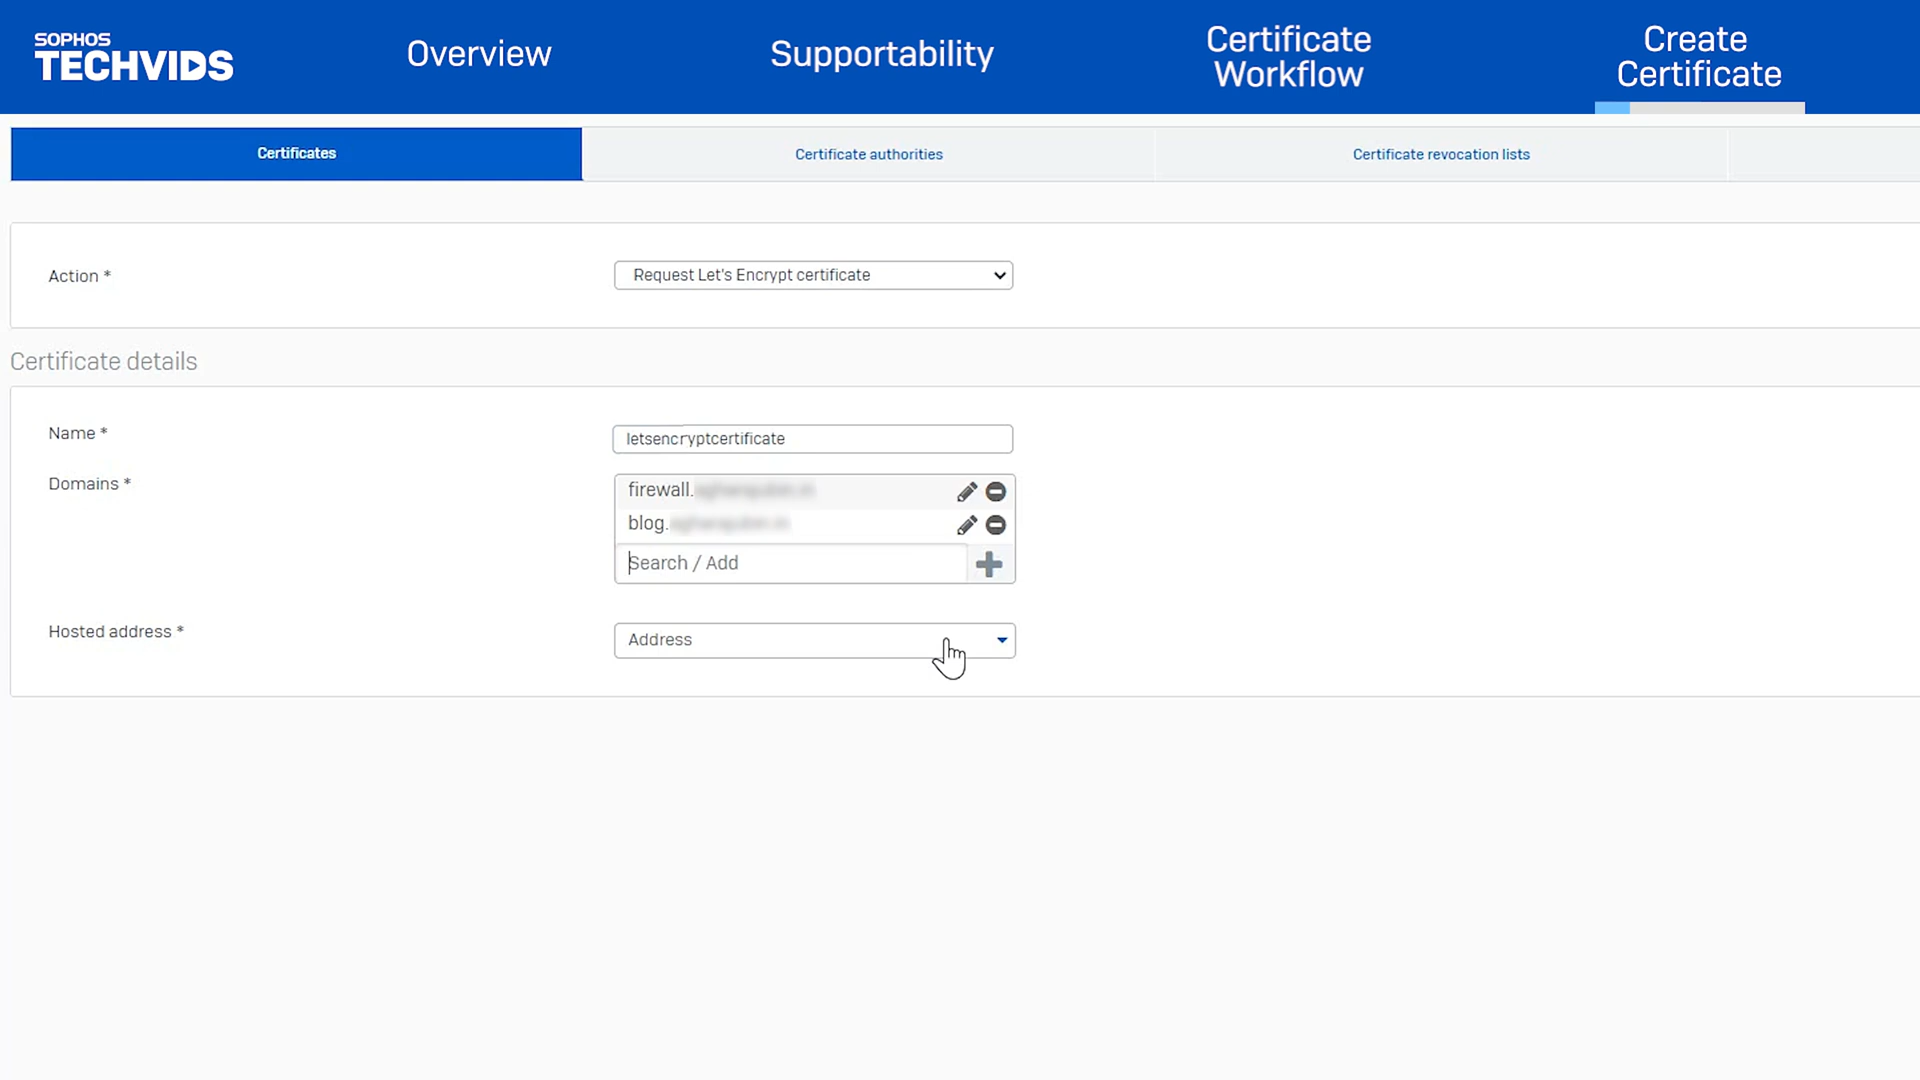 SOPHOS
TECHVIDS
Overview
Supportability
Certificate
Workflow
Create
Certificate
Certificates
Certificate authorities
Certificate revocation lists
Action *
Request Let's Encrypt certificate
Certificate details
Name *
letsencryptcertificate
Domains *
firewall.
blog.
Search / Add
Hosted address *
Address